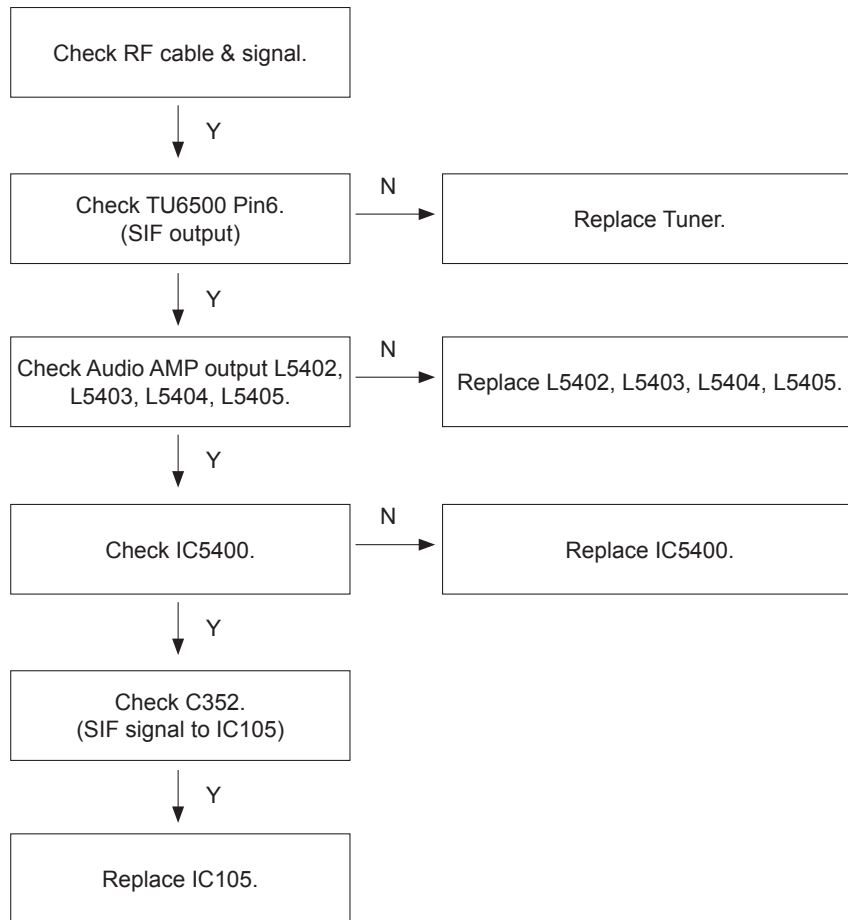 Check RF cable & signal.
Y
Check TU6500 Pin6.
(SIF output)
N
Replace Tuner.
Y
Check Audio AMP output L5402,
L5403, L5404, L5405.
N
Replace L5402, L5403, L5404, L5405.
Y
Check IC5400.
N
Replace IC5400.
Y
Check C352.
(SIF signal to IC105)
Y
Replace IC105.